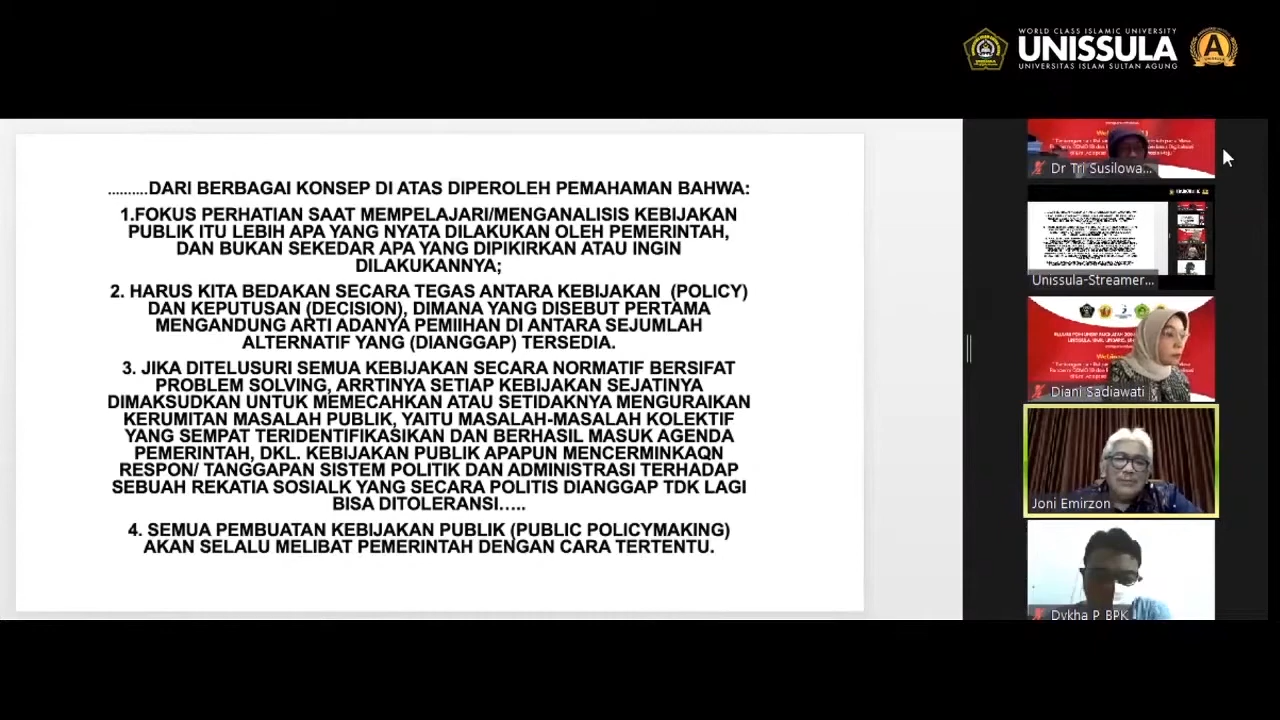 WORLD CLASS ISLAMIC UNIVERSITY
UNISSULA
UNIVERSITAS ISLAM SULTAN AGUNG
A
..........DARI BERBAGAI KONSEP DI ATAS DIPEROLEH PEMAHAMAN BAHWA:
1.FOKUS PERHATIAN SAAT MEMPELAJARI/MENGANALISIS KEBIJAKAN
PUBLIK ITU LEBIH APA YANG NYATA DILAKUKAN OLEH PEMERINTAH,
DAN BUKAN SEKEDAR APA YANG DIPIKIRKAN ATAU INGIN
DILAKUKANNYA;
2. HARUS KITA BEDAKAN SECARA TEGAS ANTARA KEBIJAKAN (POLICY)
DAN KEPUTUSAN (DECISION), DIMANA YANG DISEBUT PERTAMA
MENGANDUNG ARTI ADANYA PEMIIHAN DI ANTARA SEJUMLAH
ALTERNATIF YANG (DIANGGAP) TERSEDIA.
3. JIKA DITELUSURI SEMUA KEBIJAKAN SECARA NORMATIF BERSIFAT
PROBLEM SOLVING, ARRTINYA SETIAP KEBIJAKAN SEJATINYA
DIMAKSUDKAN UNTUK MEMECAHKAN ATAU SETIDAKNYA MENGURAIKAN
KERUMITAN MASALAH PUBLIK, YAITU MASALAH-MASALAH KOLEKTIF
YANG SEMPAT TERIDENTIFIKASIKAN DAN BERHASIL MASUK AGENDA
PEMERINTAH, DKL. KEBIJAKAN PUBLIK APAPUN MENCERMINKAQN
RESPON/ TANGGAPAN SISTEM POLITIK DAN ADMINISTRASI TERHADAP
SEBUAH REKATIA SOSIALK YANG SECARA POLITIS DIANGGAP TDK LAGI
BISA DITOLERANSI…..
4. SEMUA PEMBUATAN KEBIJAKAN PUBLIK (PUBLIC POLICYMAKING)
AKAN SELALU MELIBAT PEMERINTAH DENGAN CARA TERTENTU.
Dr Tri Susilowa...
Unissula-Streamer...
Diani Sadiawati
Joni Emirzon
Dykha P_BPK